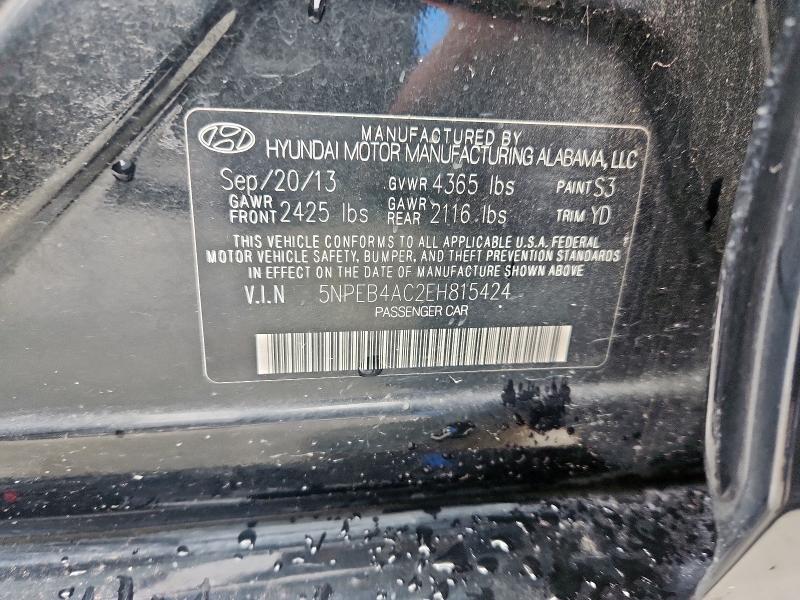 MANUFACTURED BY
HYUNDAI MOTOR MANUFACTURING ALABAMA, LLC
Sep/20/13 GVWR 4365 lbs PAINT S3
GAWR FRONT 2425 lbs GAWR REAR 2116 lbs TRIM YD
THIS VEHICLE CONFORMS TO ALL APPLICABLE U.S.A. FEDERAL
MOTOR VEHICLE SAFETY, BUMPER, AND THEFT PREVENTION STANDARDS
IN EFFECT ON THE DATE OF MANUFACTURE SHOWN ABOVE
V.I.N 5NPEB4AC2EH815424
PASSENGER CAR